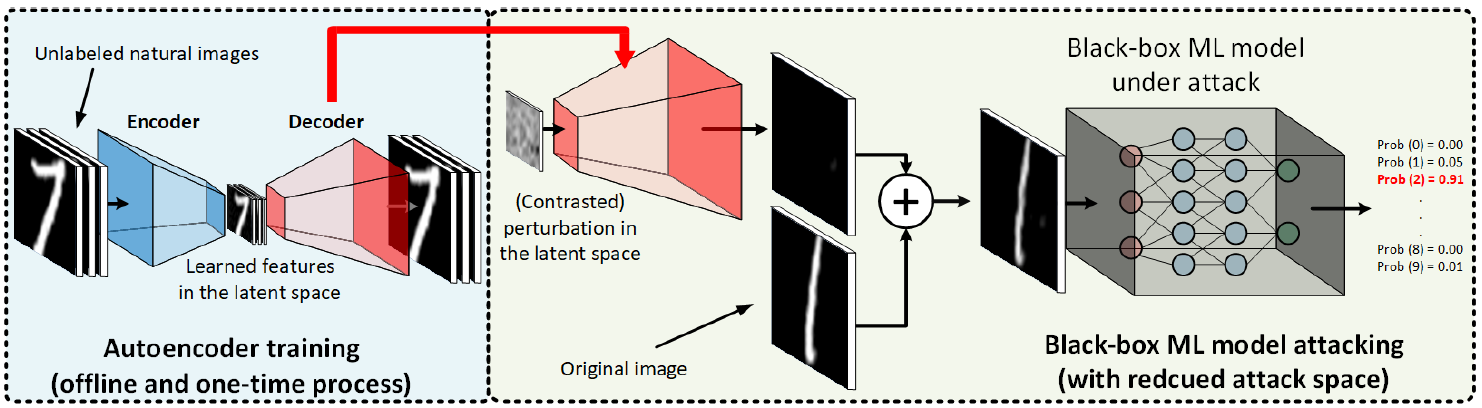 Unlabeled natural images
Encoder
Decoder
Learned features
in the latent space
Autoencoder training
(offline and one-time process)
(Contrasted)
perturbation in
the latent space
+
Original image
Black-box ML model
under attack
Prob (0) = 0.00
Prob (1) = 0.05
Prob (2) = 0.91
.
.
.
Prob (8) = 0.00
Prob (9) = 0.01
Black-box ML model attacking
(with redcued attack space)